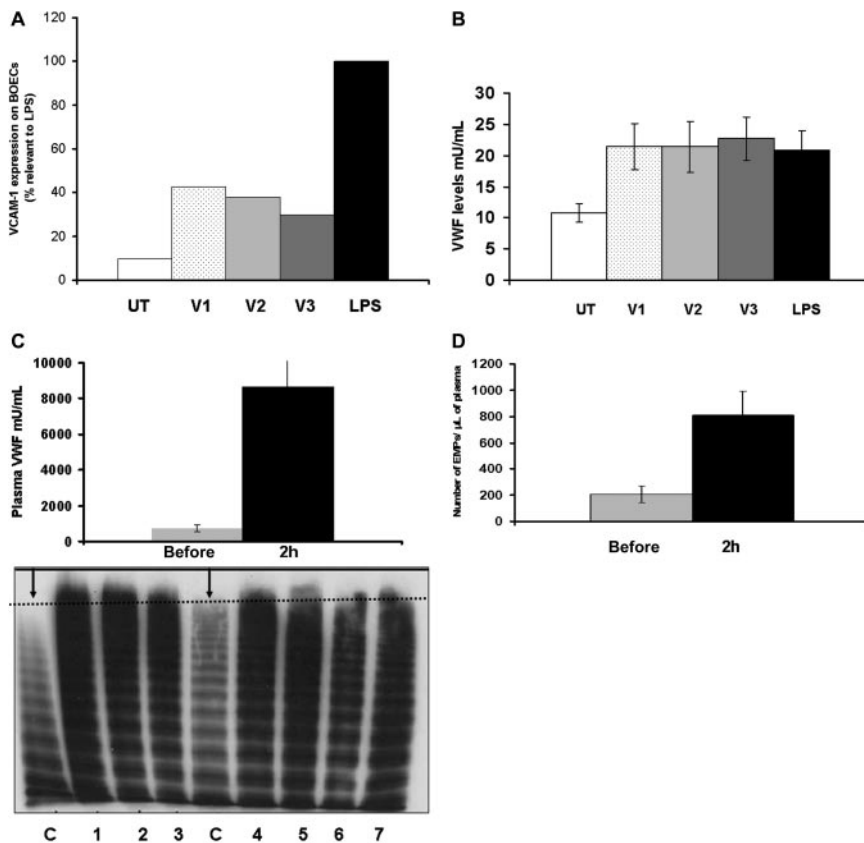 A
VCAM-1 expression on BOECs
(% relevant to LPS)
120
100
80
60
40
20
0
UT V1 V2 V3 LPS
B
VWF levels mU/mL
30
25
20
15
10
5
0
UT V1 V2 V3 LPS
C
Plasma VWF mU/mL
10000
8000
6000
4000
2000
0
Before 2h
C 1 2 3 C 4 5 6 7
D
Number of EMPs/ µL of plasma
1200
1000
800
600
400
200
0
Before 2h